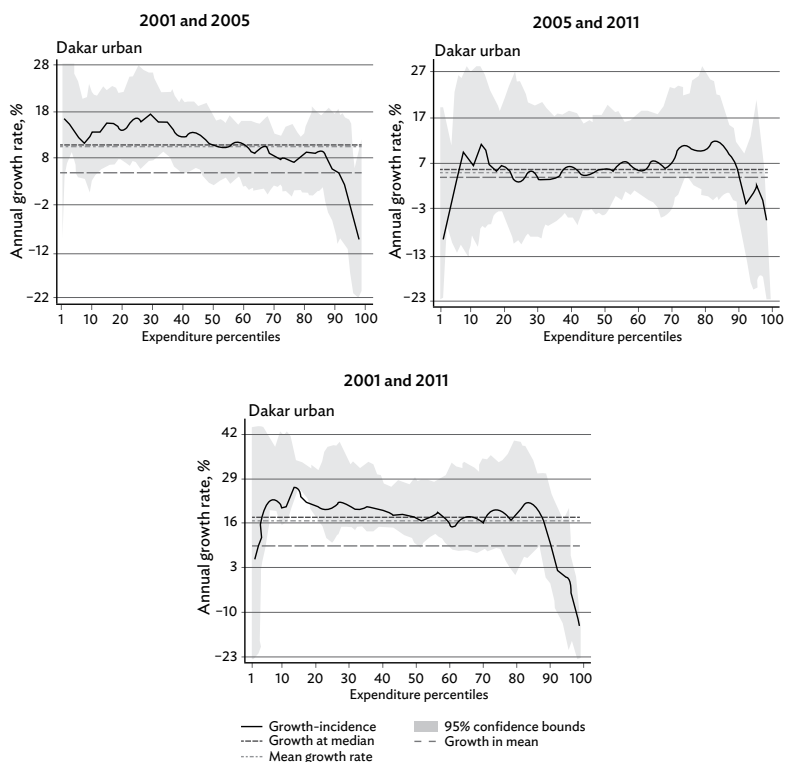 2001 and 2005
Dakar urban
Annual growth rate, %
28
18
8
−2
−12
−22
1 10 20 30 40 50 60 70 80 90 100
Expenditure percentiles
2005 and 2011
Dakar urban
Annual growth rate, %
27
17
7
−3
−13
−23
1 10 20 30 40 50 60 70 80 90 100
Expenditure percentiles
2001 and 2011
Dakar urban
Annual growth rate, %
42
29
16
3
−10
−23
1 10 20 30 40 50 60 70 80 90 100
Expenditure percentiles
Growth-incidence
Growth at median
Mean growth rate
95% confidence bounds
Growth in mean